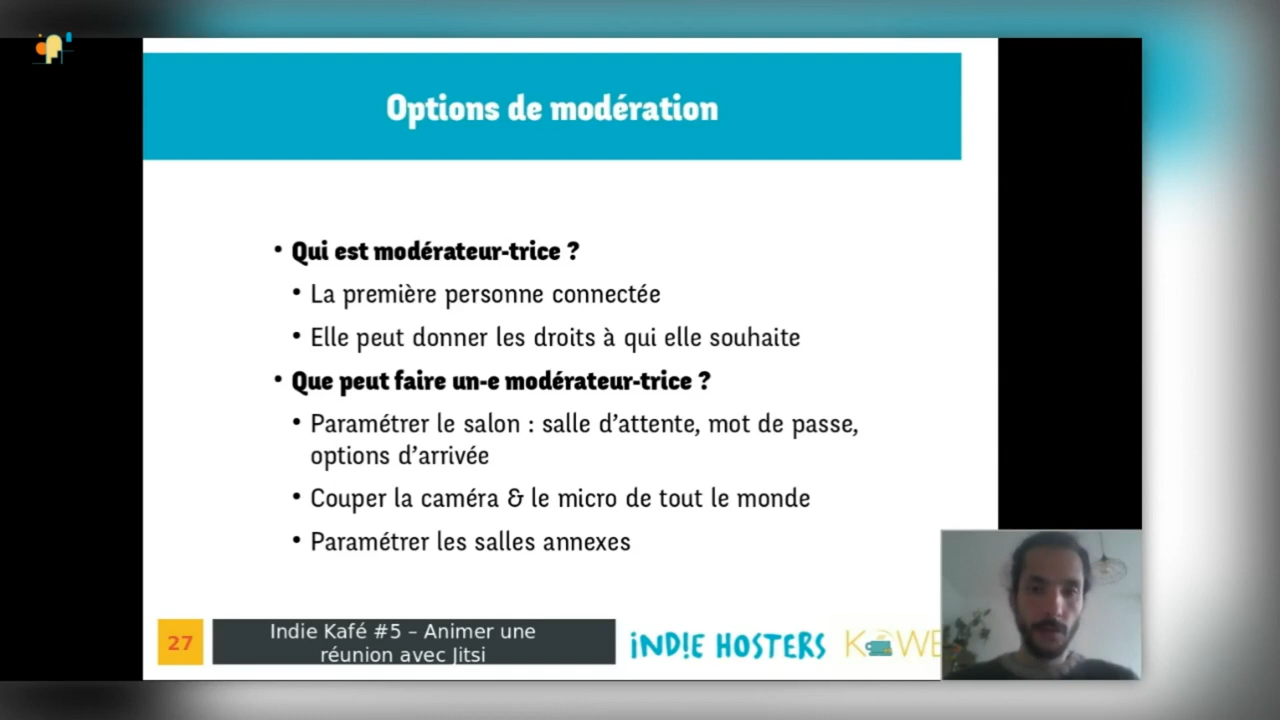 Options de modération
• Qui est modérateur-trice ?
• La première personne connectée
• Elle peut donner les droits à qui elle souhaite
• Que peut faire un-e modérateur-trice ?
• Paramétrer le salon : salle d’attente, mot de passe,
options d’arrivée
• Couper la caméra & le micro de tout le monde
• Paramétrer les salles annexes
27
Indie Kafé #5 – Animer une
réunion avec Jitsi
iNDiE HOSTERS